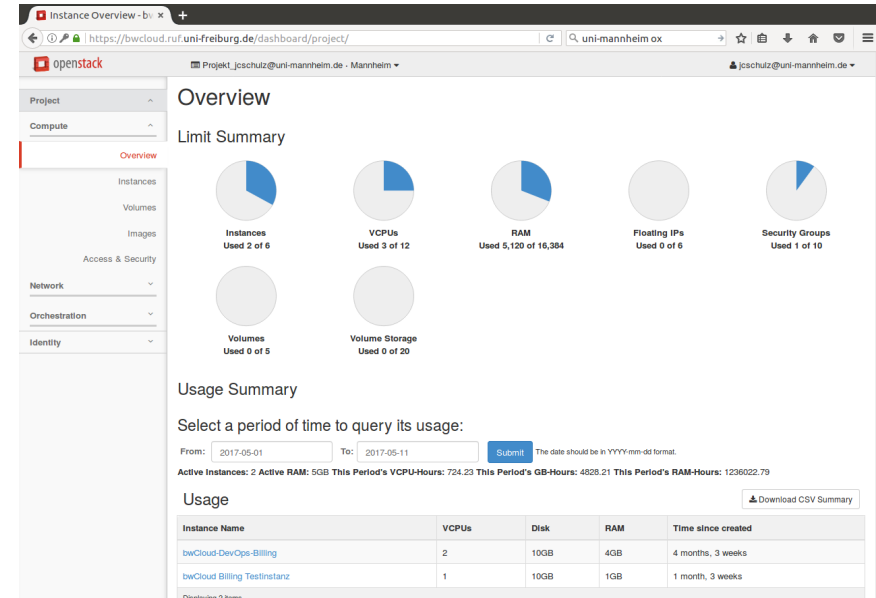 Instance Overview - bv
https://bwcloud.ruf.uni-freiburg.de/dashboard/project/
uni-mannheim ox
openstack
Projekt_jcschulz@uni-mannheim.de - Mannheim
jcschulz@uni-mannheim.de
Project
Compute
Overview
Instances
Volumes
Images
Access & Security
Network
Orchestration
Identity
Overview
Limit Summary
Instances
Used 2 of 6
VCPUs
Used 3 of 12
RAM
Used 5,120 of 16,384
Floating IPs
Used 0 of 6
Security Groups
Used 1 of 10
Volumes
Used 0 of 5
Volume Storage
Used 0 of 20
Usage Summary
Select a period of time to query its usage:
From: 2017-05-01 To: 2017-05-11 Submit The date should be in YYYY-mm-dd format.
Active Instances: 2 Active RAM: 5GB This Period's VCPU-Hours: 724.23 This Period's GB-Hours: 4828.21 This Period's RAM-Hours: 1236022.79
Usage
Download CSV Summary
Instance Name VCPUs Disk RAM Time since created
bwCloud-DevOps-Billing 2 10GB 4GB 4 months, 3 weeks
bwCloud Billing Testinstanz 1 10GB 1GB 1 month, 3 weeks
Displaying 2 items